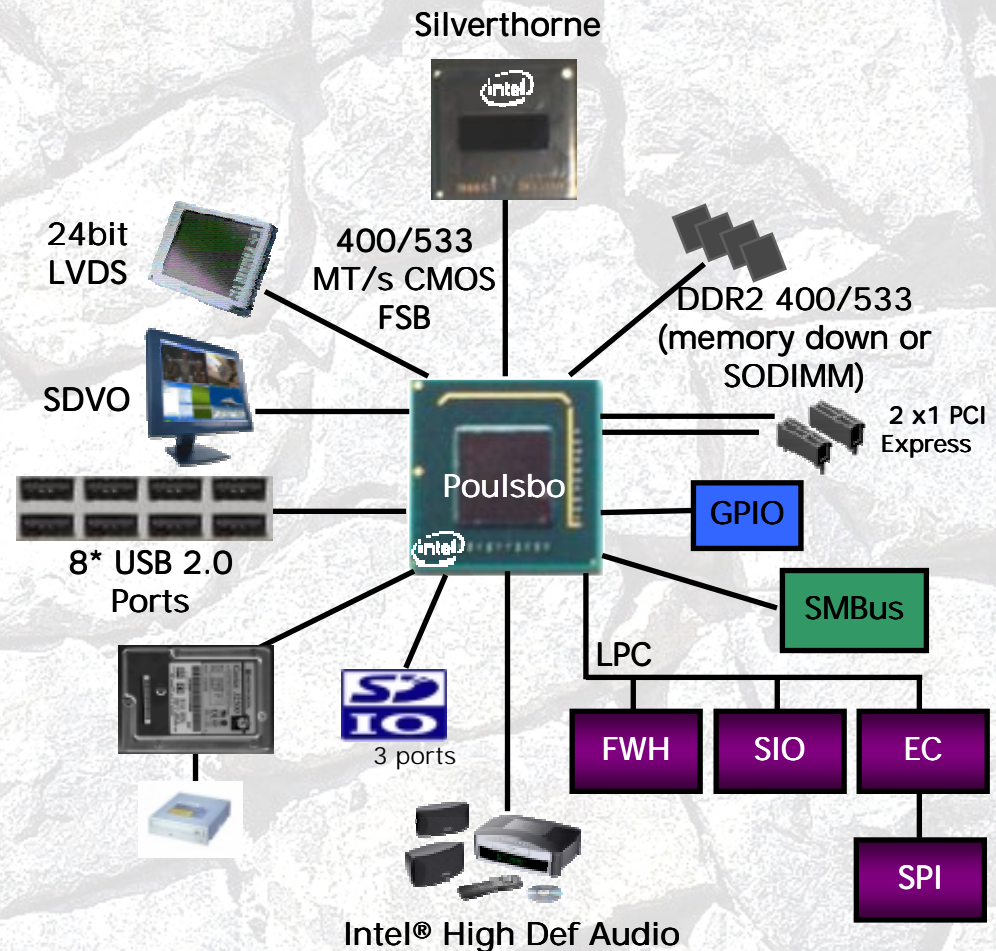 Silverthorne
intel
24bit
LVDS
400/533
MT/s CMOS
FSB
DDR2 400/533
(memory down or
SODIMM)
SDVO
2 x1 PCI
Express
Poulsbo
intel
GPIO
8* USB 2.0
Ports
SMBus
LPC
SD
IO
3 ports
FWH
SIO
EC
SPI
Intel® High Def Audio